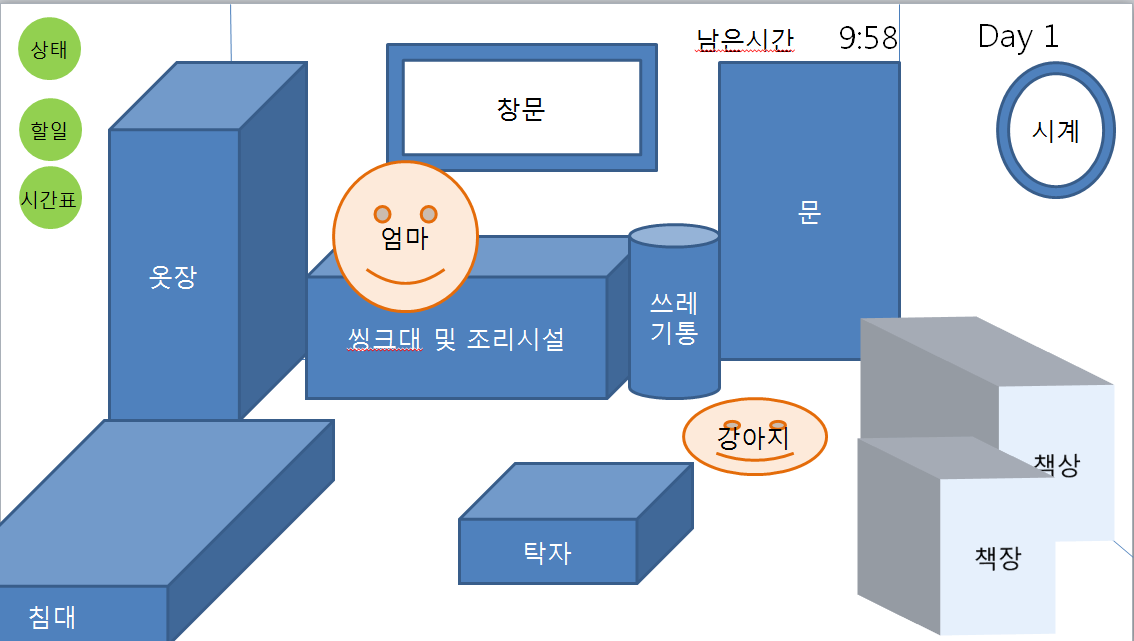 상태
남은시간 9:58
Day 1
할일
창문
시계
시간표
엄마
문
옷장
쓰레
기통
씽크대 및 조리시설
강아지
책상
탁자
책장
침대